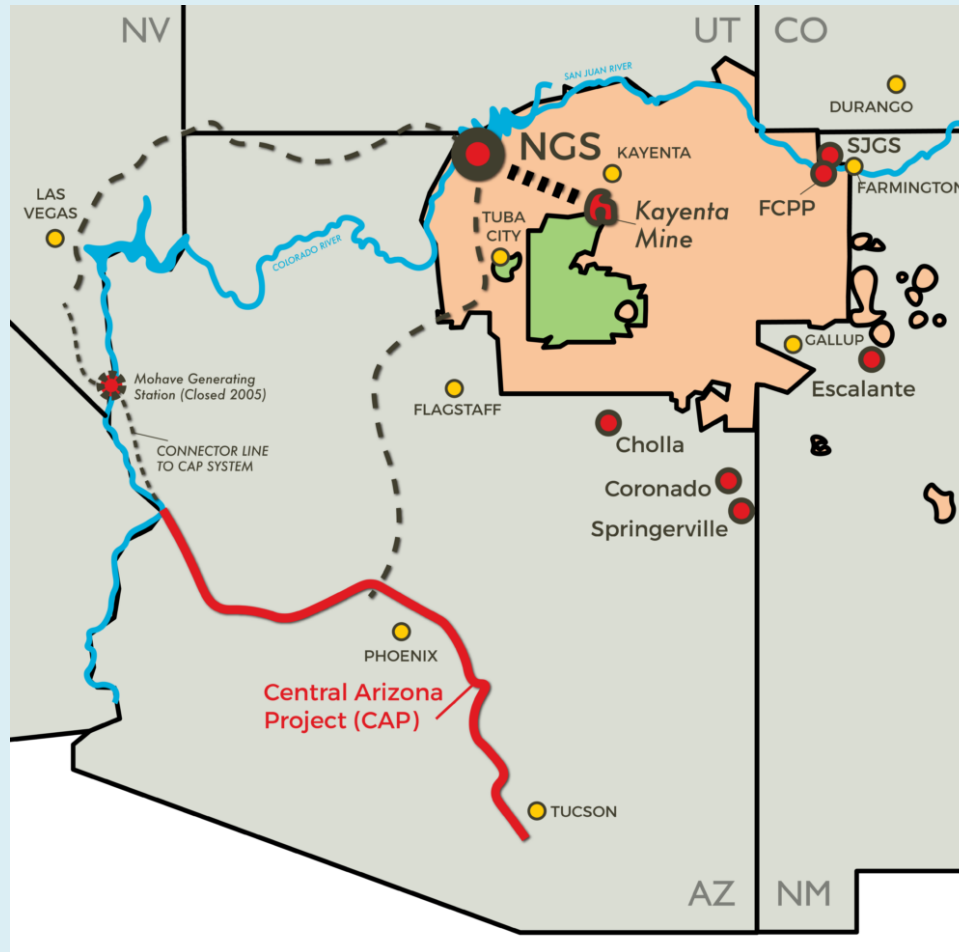 NV
UT
CO
SAN JUAN RIVER
DURANGO
NGS
KAYENTA
SJGS
FARMINGTON
FCPP
LAS
VEGAS
TUBA
CITY
Kayenta
Mine
COLORADO RIVER
GALLUP
Escalante
Mohave Generating
Station (Closed 2005)
FLAGSTAFF
Cholla
CONNECTOR LINE
TO CAP SYSTEM
Coronado
Springerville
PHOENIX
Central Arizona
Project (CAP)
TUCSON
AZ
NM